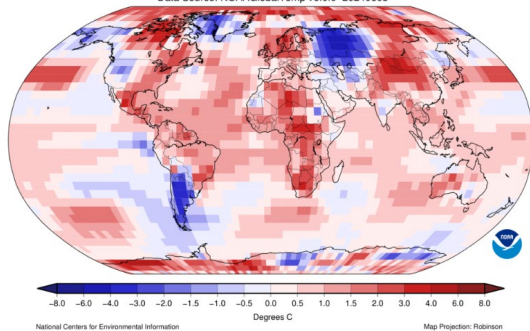 −8.0 −6.0 −4.0 −3.0 −2.0 −1.0 −0.5 0.0 0.5 1.0 1.5 2.0 3.0 4.0 6.0 8.0
Degrees C
National Centers for Environmental Information
Map Projection: Robinson